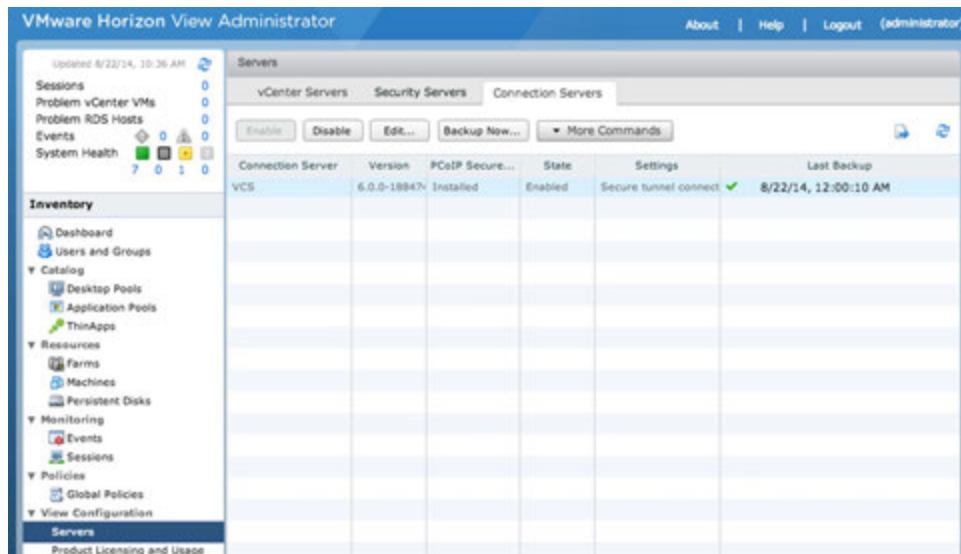 VMware Horizon View Administrator
About | Help | Logout (administrator
Updated 8/22/14, 10:36 AM
Sessions 0
Problem vCenter VMs 0
Problem RDS Hosts 0
Events 0 0
System Health
7 0 1 0
Inventory
Dashboard
Users and Groups
Catalog
Desktop Pools
Application Pools
ThinApps
Resources
Farms
Machines
Persistent Disks
Monitoring
Events
Sessions
Policies
Global Policies
View Configuration
Servers
Product Licensing and Usage
Servers
vCenter Servers Security Servers Connection Servers
Enable Disable Edit... Backup Now... More Commands
Connection Server Version PCoIP Secure... State Settings Last Backup
VCS 6.0.0-18847 Installed Enabled Secure tunnel connect 8/22/14, 12:00:10 AM